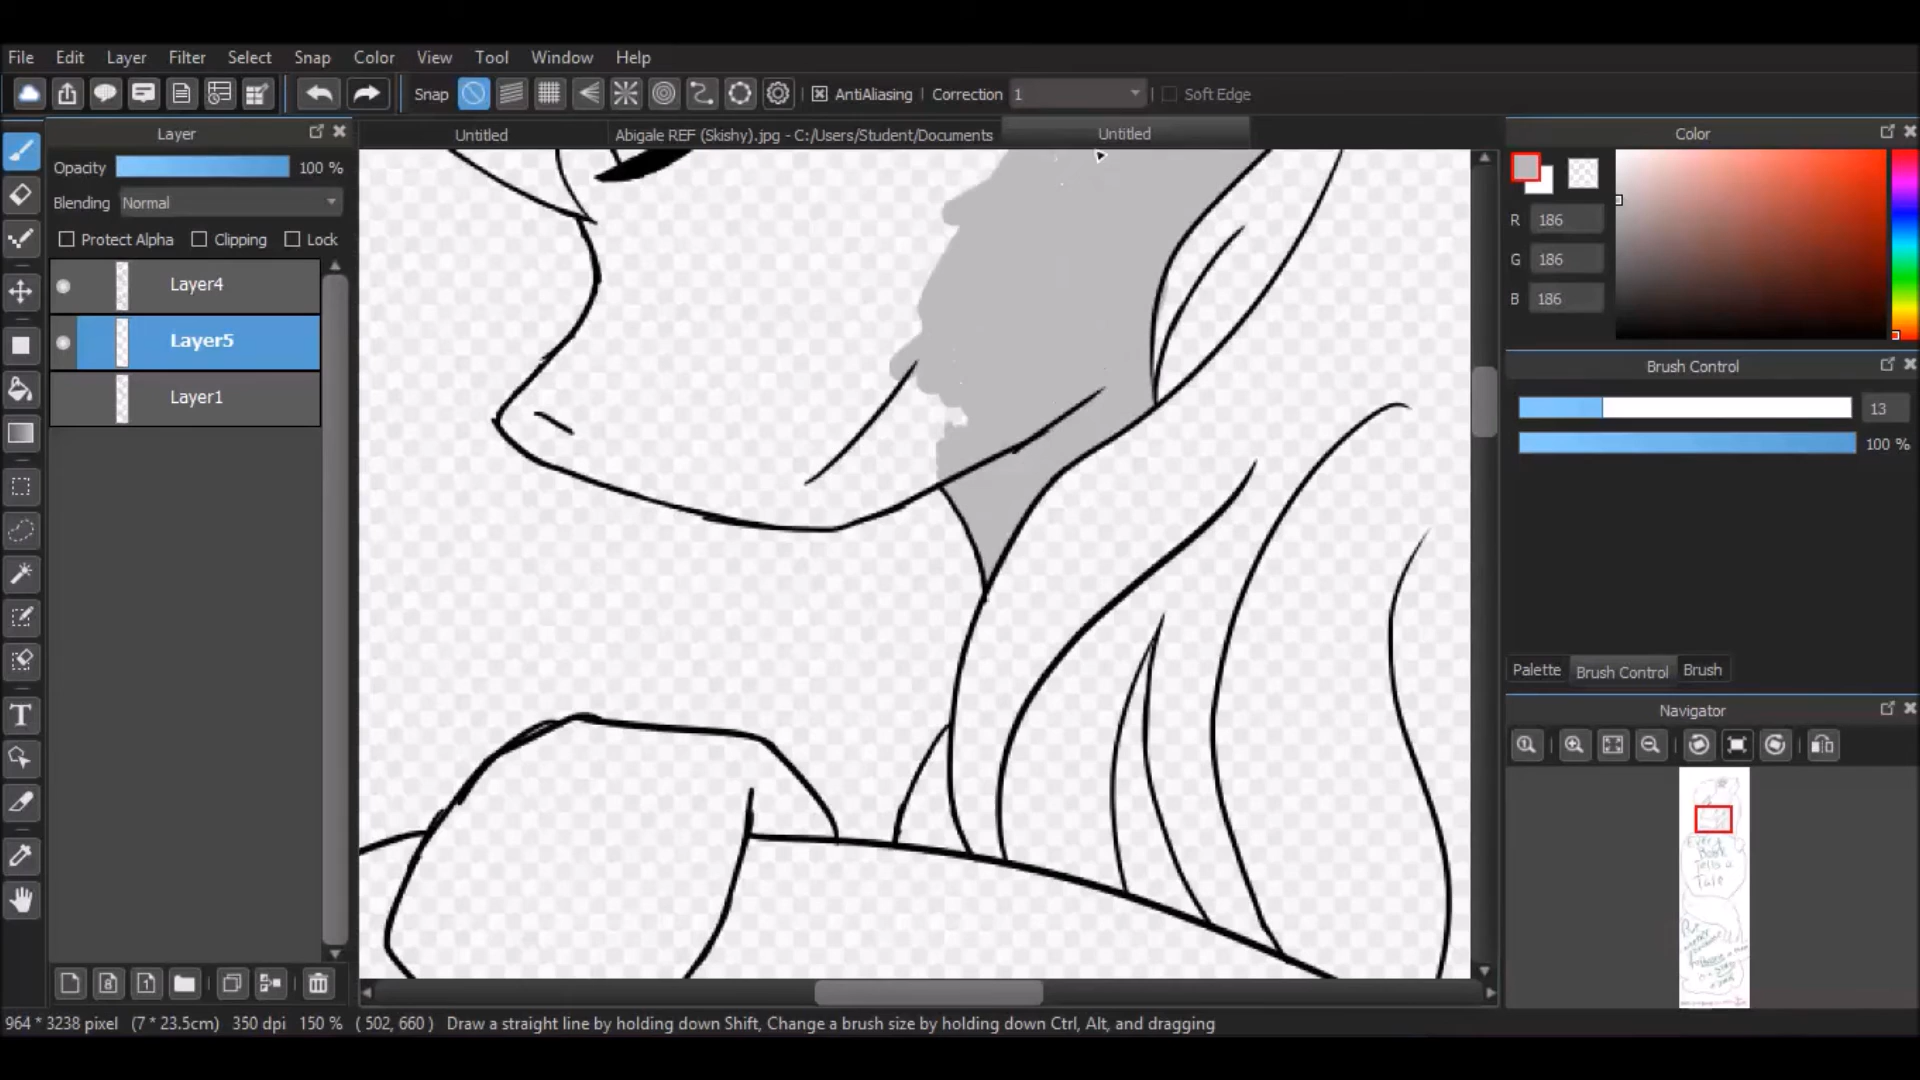 File Edit Layer Filter Select Snap Color View Tool Window Help
Snap AntiAliasing Correction 1 Soft Edge
Layer
Untitled Abigale REF (Skishy).jpg - C:/Users/Student/Documents Untitled
Color
Opacity 100 %
Blending Normal
Protect Alpha Clipping Lock
R 186
G 186
B 186
Layer4
Layer5
Layer1
Brush Control
13
100 %
Palette Brush Control Brush
Navigator
Every
Book
Tells a
Tale
964 * 3238 pixel (7 * 23.5cm) 350 dpi 150 % ( 502, 660 ) Draw a straight line by holding down Shift, Change a brush size by holding down Ctrl, Alt, and dragging